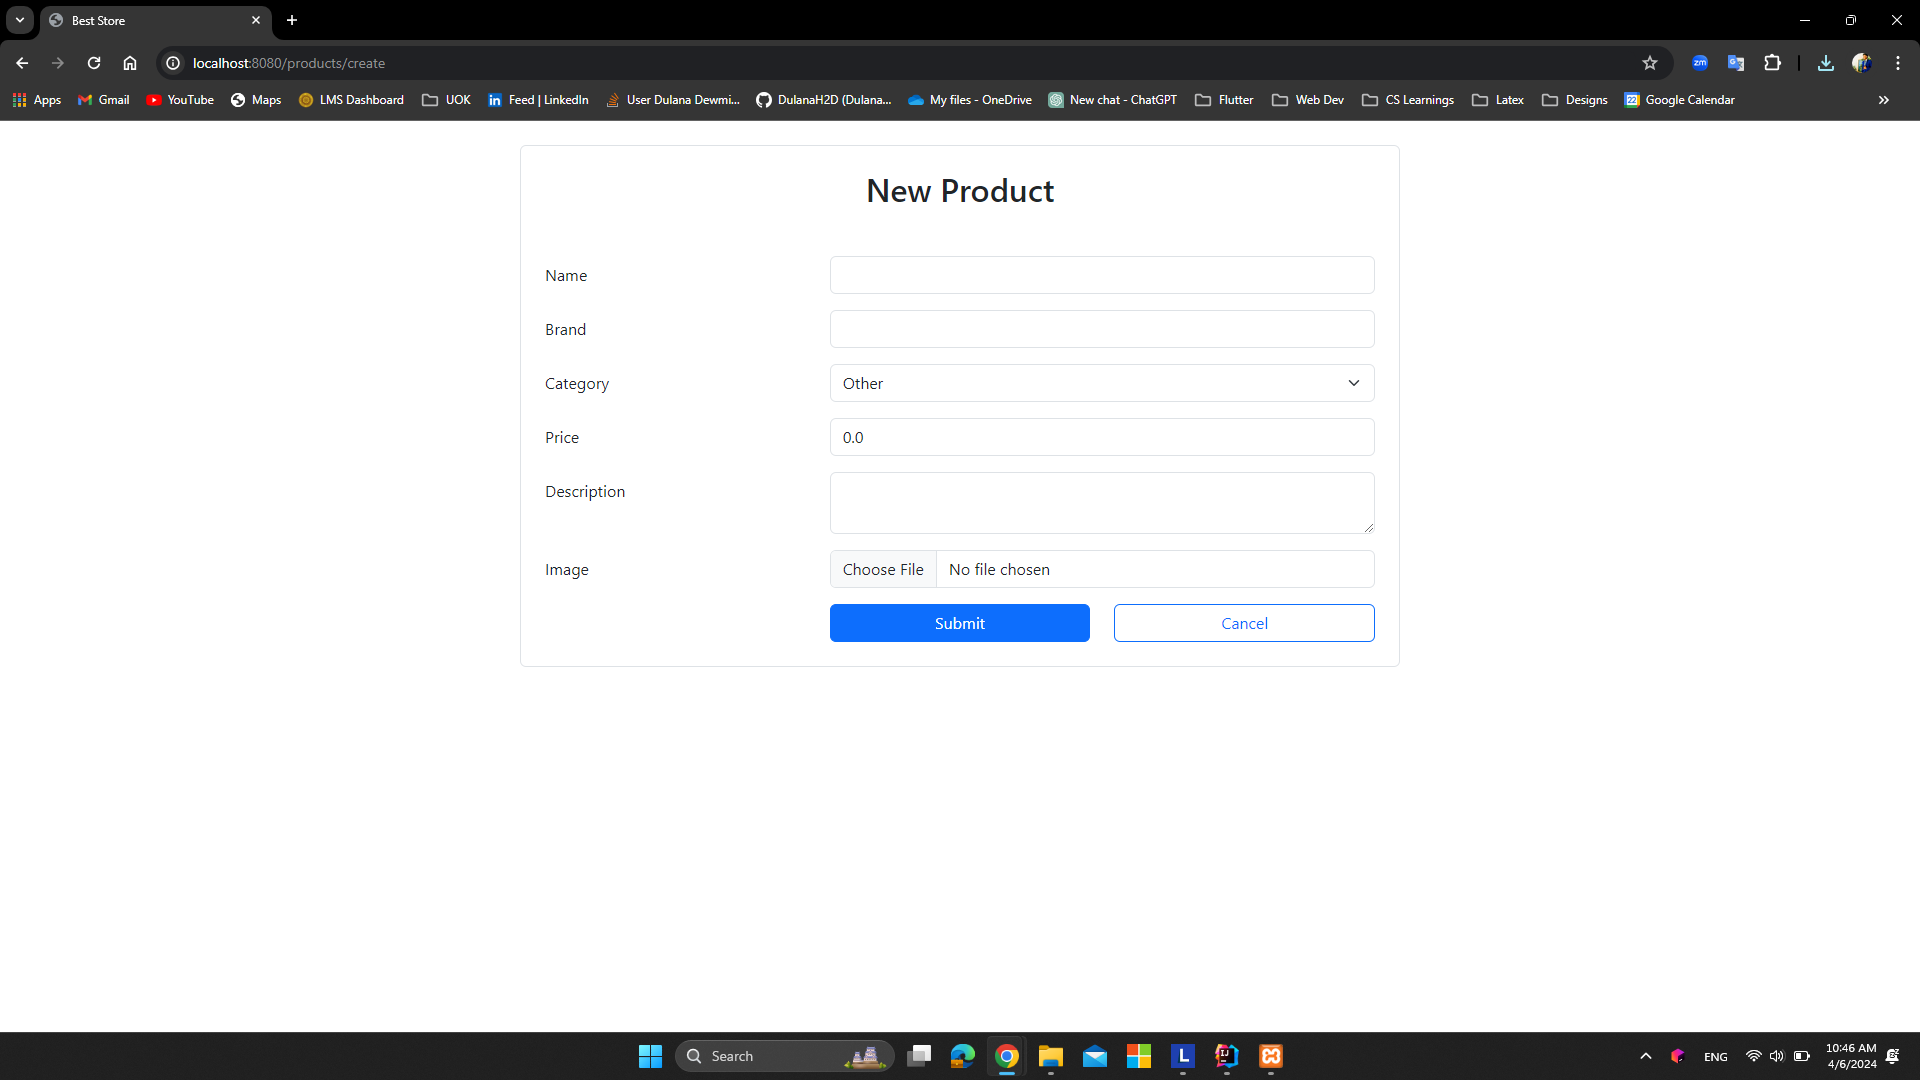 Best Store
localhost:8080/products/create
Apps Gmail YouTube Maps LMS Dashboard UOK Feed | LinkedIn User Dulana Dewmi... DulanaH2D (Dulana... My files - OneDrive New chat - ChatGPT Flutter Web Dev CS Learnings Latex Designs Google Calendar
New Product
Name
Brand
Category Other
Price 0.0
Description
Image Choose File No file chosen
Submit Cancel
Search ENG 10:46 AM
4/6/2024